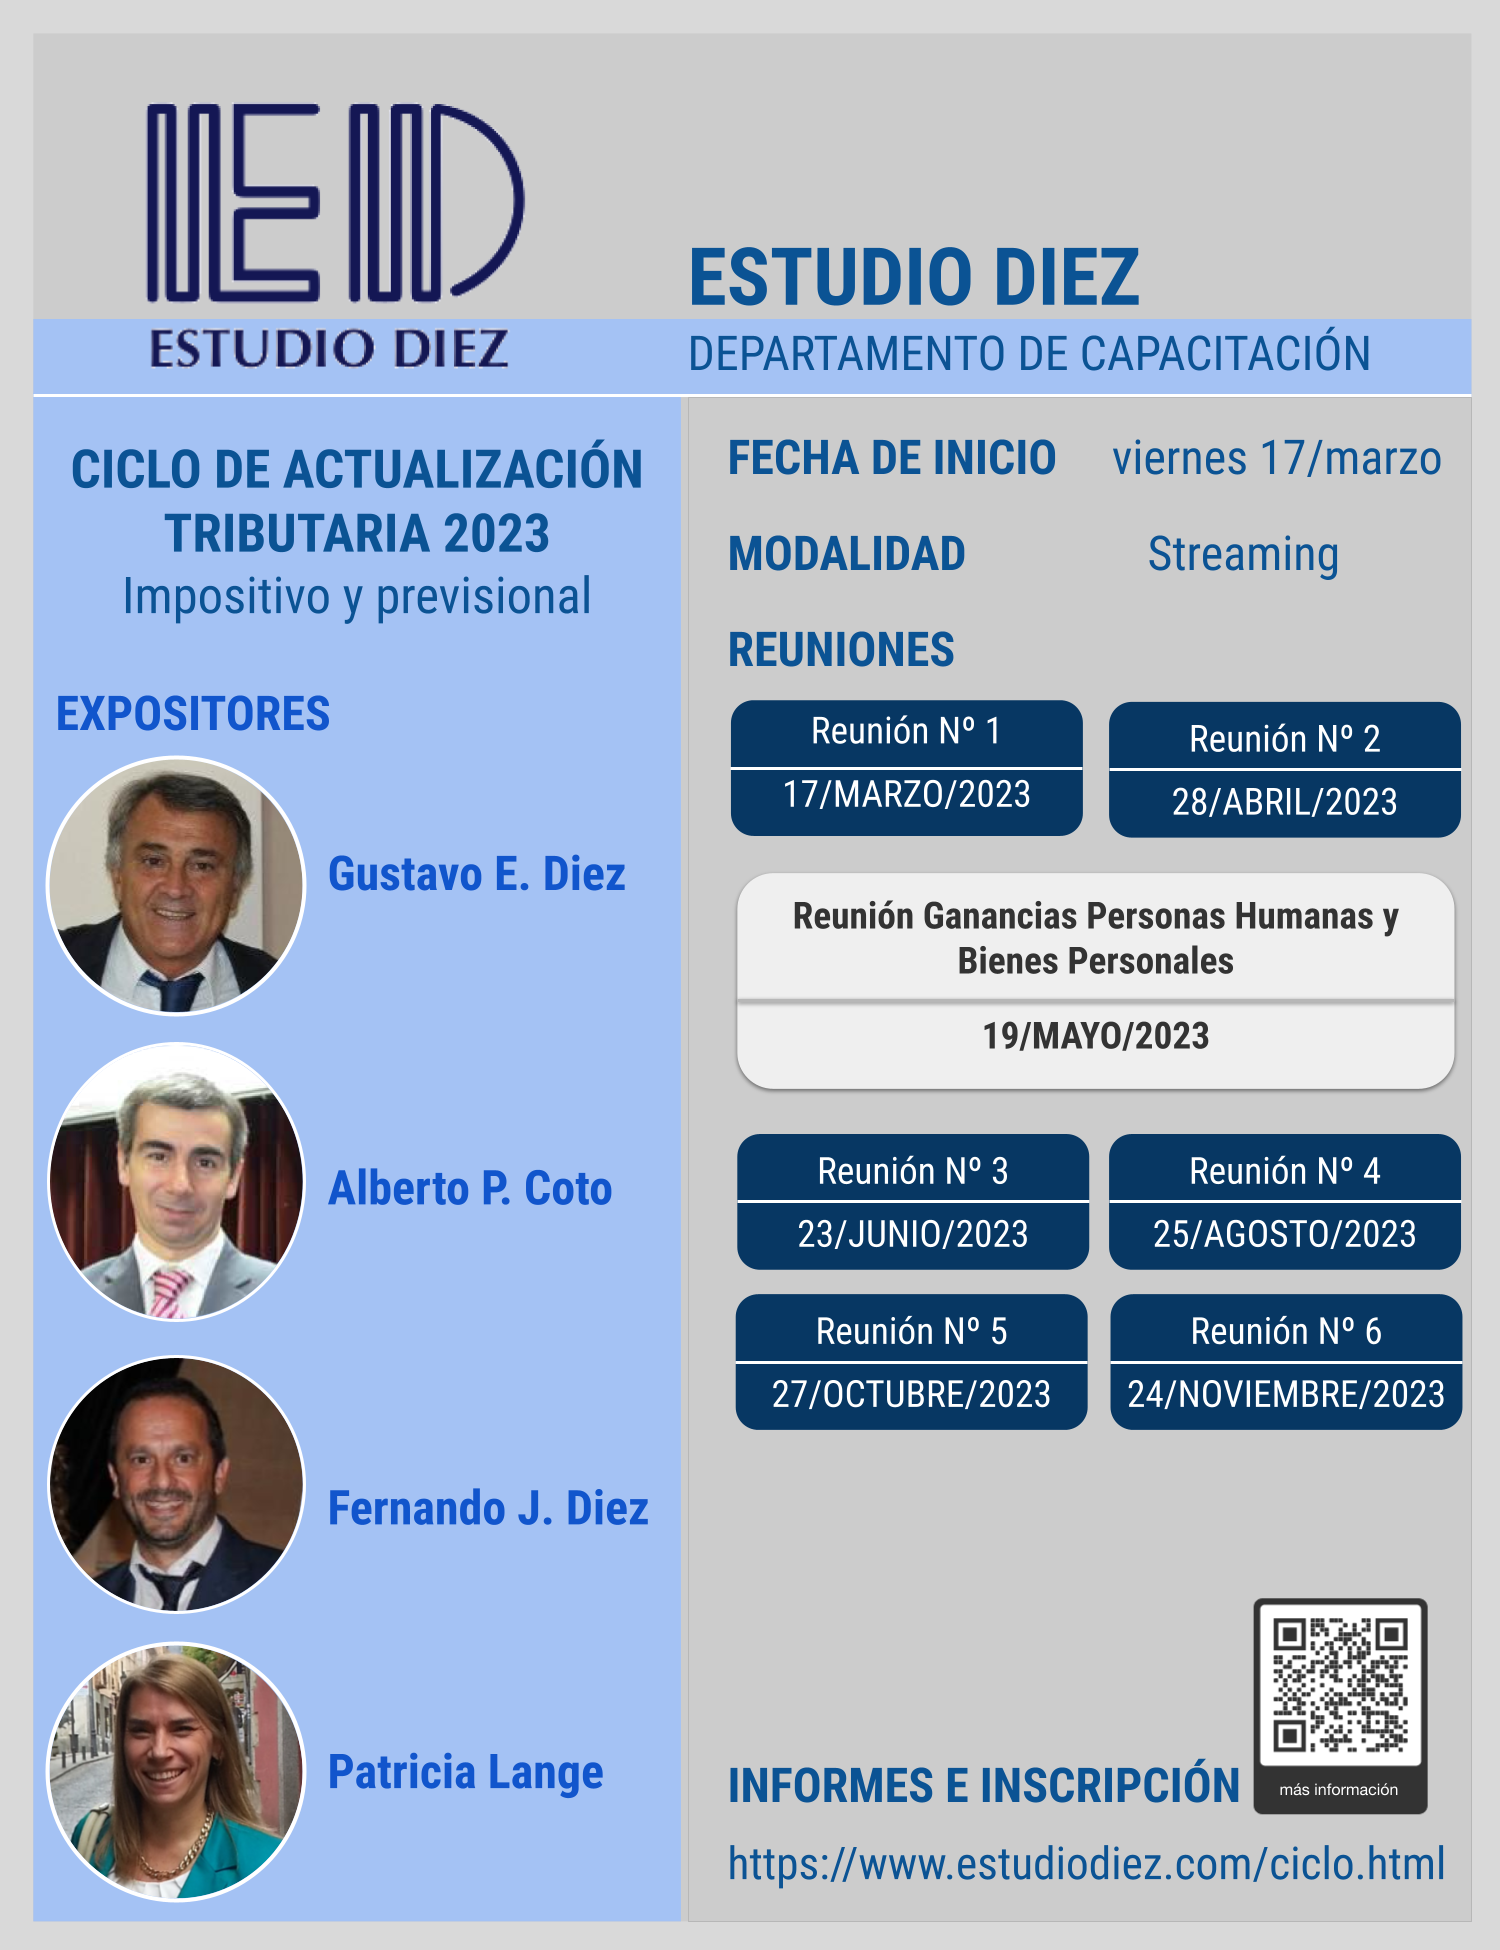 ESTUDIO DIEZ
ESTUDIO DIEZ
DEPARTAMENTO DE CAPACITACIÓN
CICLO DE ACTUALIZACIÓN
TRIBUTARIA 2023
Impositivo y previsional
EXPOSITORES
Gustavo E. Diez
Alberto P. Coto
Fernando J. Diez
Patricia Lange
FECHA DE INICIO viernes 17/marzo
MODALIDAD Streaming
REUNIONES
Reunión Nº 1
17/MARZO/2023
Reunión Nº 2
28/ABRIL/2023
Reunión Ganancias Personas Humanas y
Bienes Personales
19/MAYO/2023
Reunión Nº 3
23/JUNIO/2023
Reunión Nº 4
25/AGOSTO/2023
Reunión Nº 5
27/OCTUBRE/2023
Reunión Nº 6
24/NOVIEMBRE/2023
más información
INFORMES E INSCRIPCIÓN
https://www.estudiodiez.com/ciclo.html